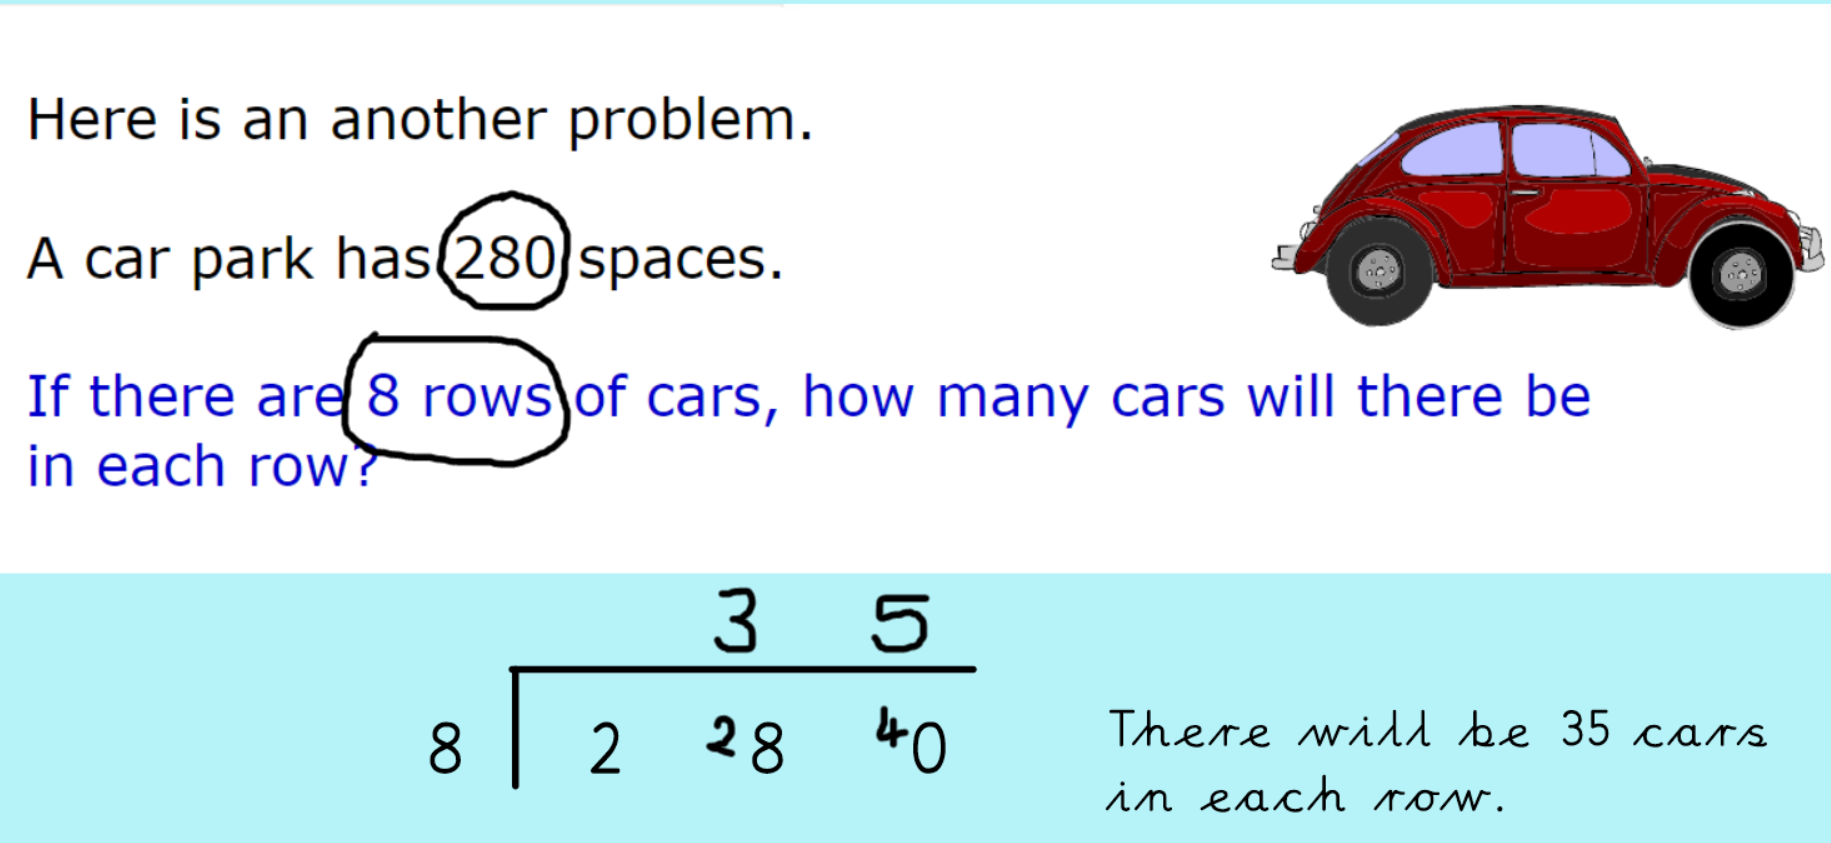 Here is an another problem.
A car park has 280 spaces.
If there are 8 rows of cars, how many cars will there be
in each row?
3 5
8 2 28 40
There will be 35 cars
in each row.